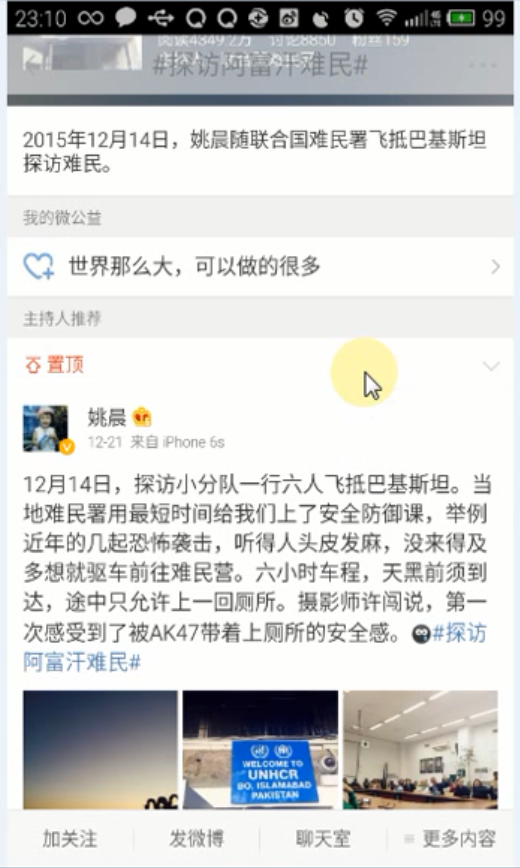 23:10
99
阅读4349.2万 讨论8850 粉丝159
#探访阿富汗难民#
2015年12月14日，姚晨随联合国难民署飞抵巴基斯坦
探访难民。
我的微公益
世界那么大，可以做的很多
主持人推荐
置顶
姚晨
12-21 来自 iPhone 6s
12月14日，探访小分队一行六人飞抵巴基斯坦。当
地难民署用最短时间给我们上了安全防御课，举例
近年的几起恐怖袭击，听得人头皮发麻，没来得及
多想就驱车前往难民营。六小时车程，天黑前须到
达，途中只允许上一回厕所。摄影师许闯说，第一
次感受到了被AK47带着上厕所的安全感。#探访
阿富汗难民#
WELCOME TO
UNHCR
BO, ISLAMABAD
PAKISTAN
加关注 发微博 聊天室 更多内容